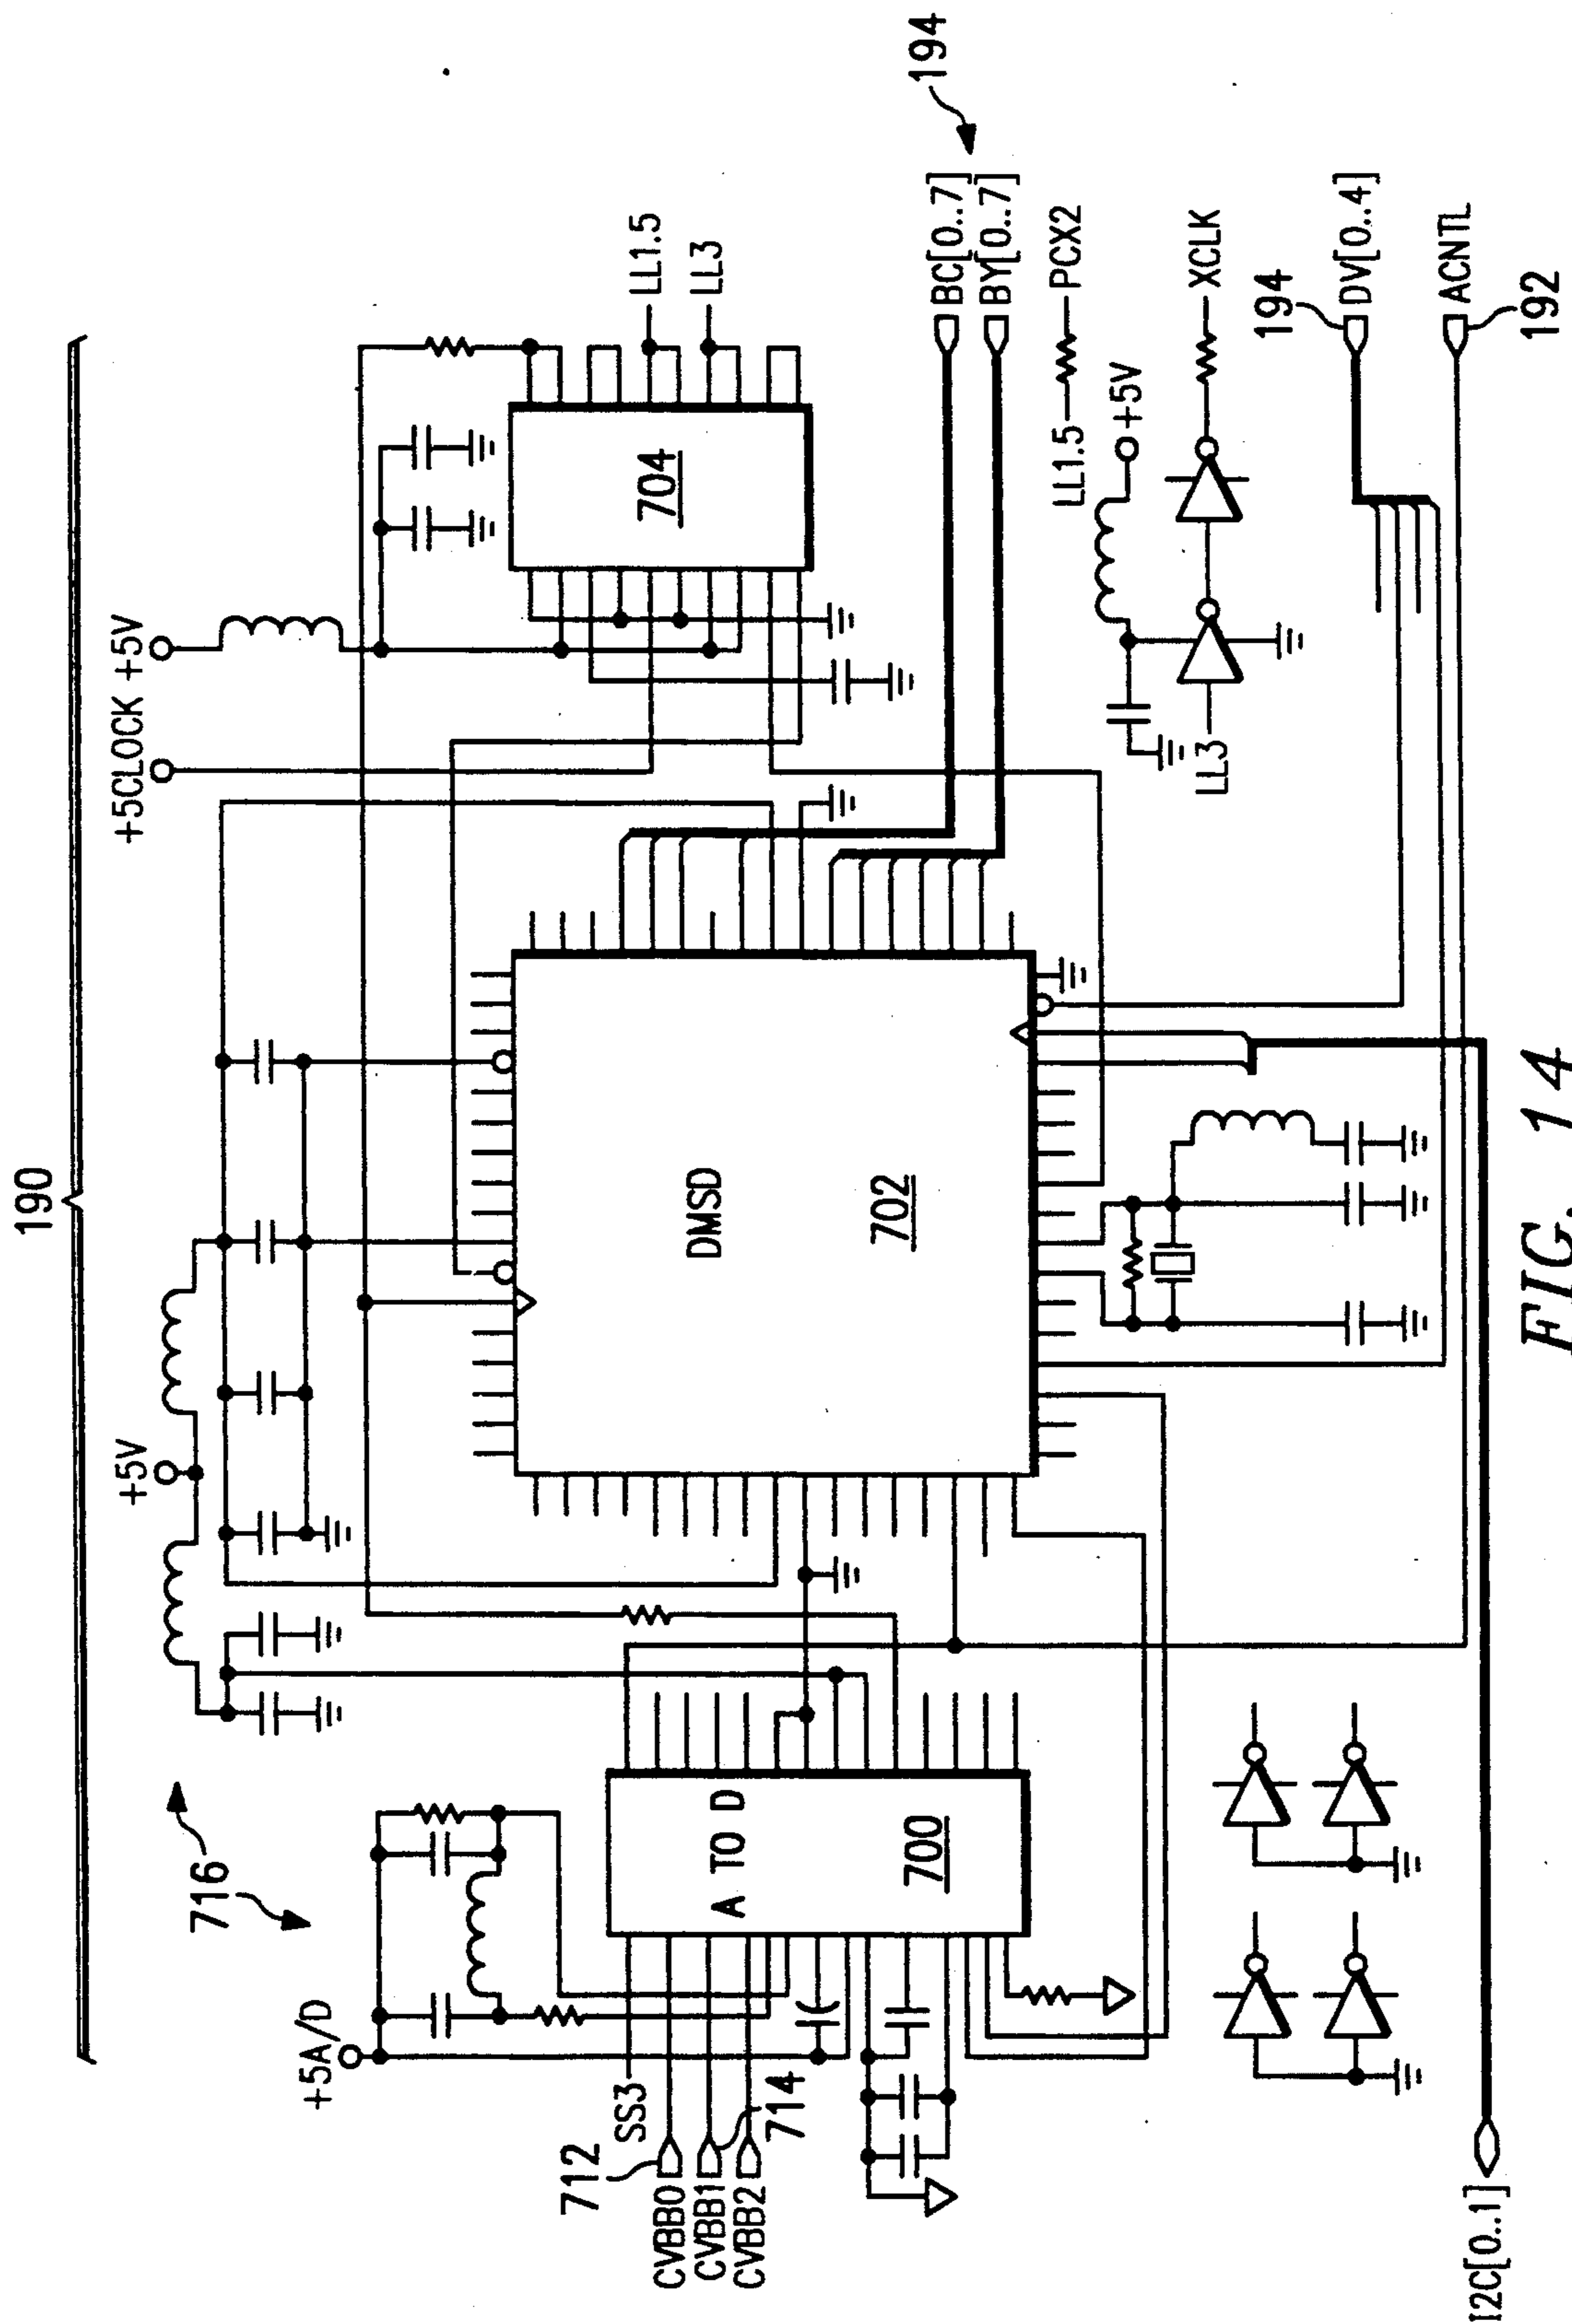 190
716
+5A/D
+5V
+5CLOCK
+5V
SS3
712
CVBB0
CVBB1
CVBB2
714
A TO D
700
DMSD
702
704
LL1.5
LL3
194
BC[0..7]
BY[0..7]
LL1.5
PCX2
+5V
LL3
XCLK
194
DV[0..4]
ACNTL
192
I2C[0..1]
FIG. 14